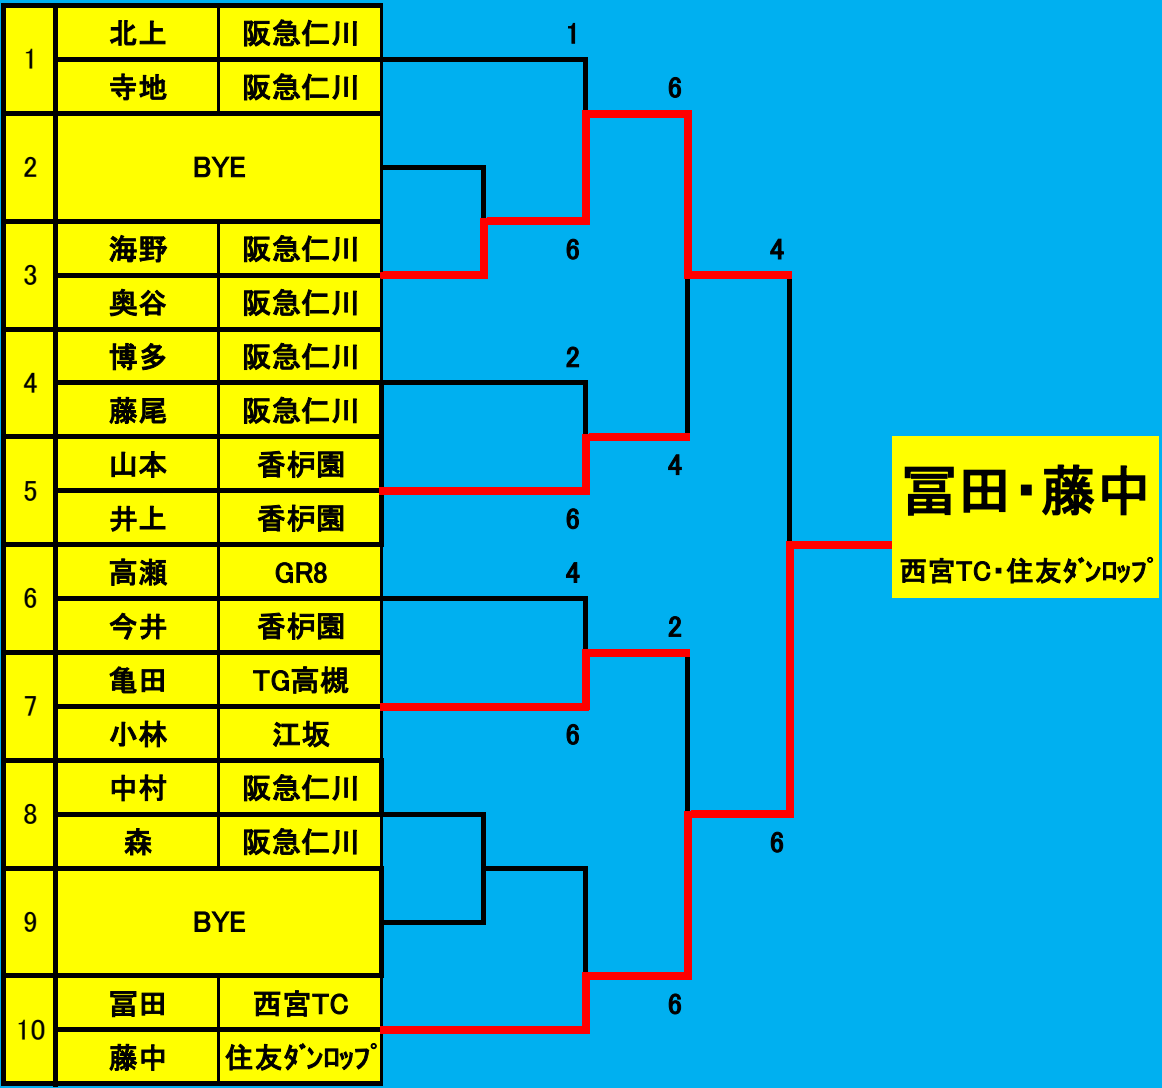 1 北上 阪急仁川
寺地 阪急仁川
2 BYE
3 海野 阪急仁川
奥谷 阪急仁川
4 博多 阪急仁川
藤尾 阪急仁川
5 山本 香枦園
井上 香枦園
6 高瀬 GR8
今井 香枦園
7 亀田 TG高槻
小林 江坂
8 中村 阪急仁川
森 阪急仁川
9 BYE
10 冨田 西宮TC
藤中 住友ダンロップ
1
6
6
4
2
4
6
4
2
6
6
6
冨田・藤中
西宮TC・住友ダンロップ